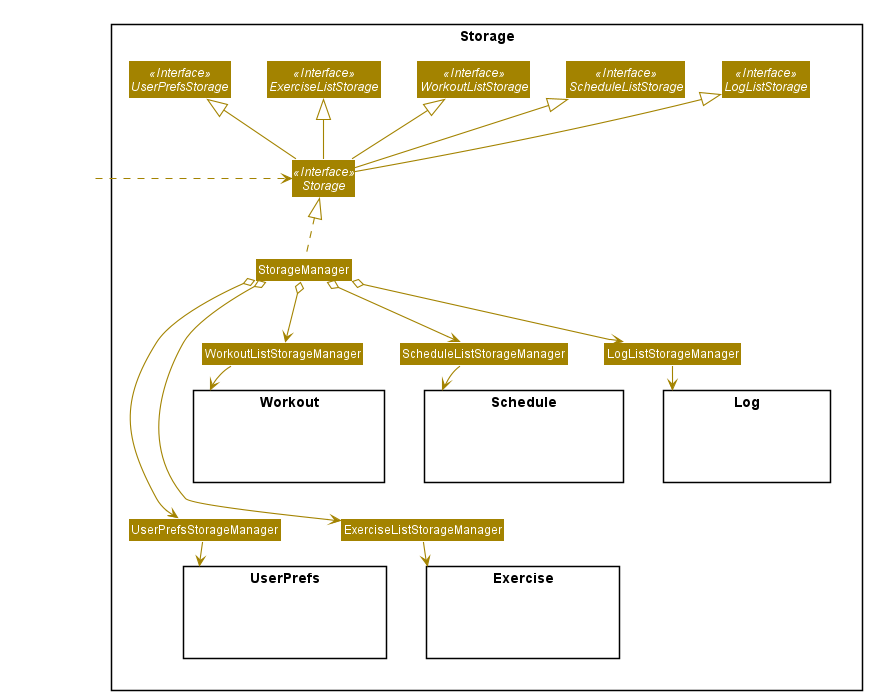 Storage
«Interface»
UserPrefsStorage
«Interface»
ExerciseListStorage
«Interface»
WorkoutListStorage
«Interface»
ScheduleListStorage
«Interface»
LogListStorage
«Interface»
Storage
StorageManager
WorkoutListStorageManager
ScheduleListStorageManager
LogListStorageManager
Workout
Schedule
Log
UserPrefsStorageManager
ExerciseListStorageManager
UserPrefs
Exercise